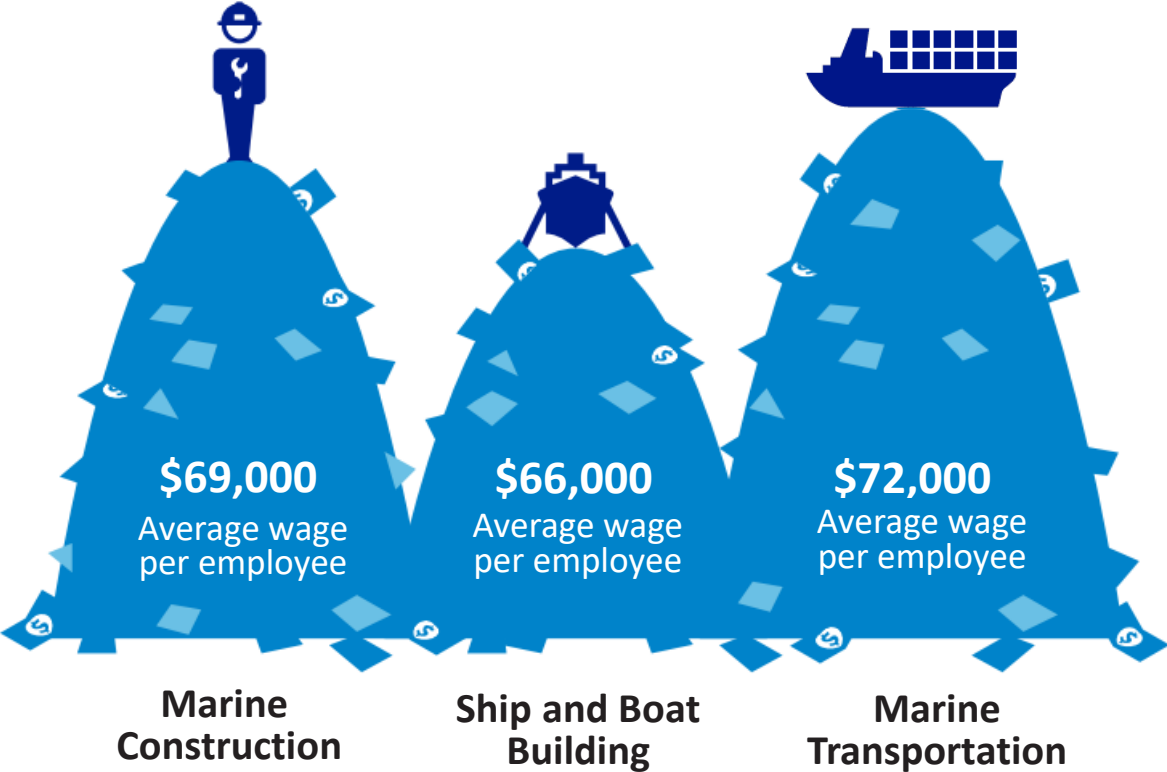 $69,000
Average wage
per employee
$66,000
Average wage
per employee
$72,000
Average wage
per employee
Marine
Construction
Ship and Boat
Building
Marine
Transportation